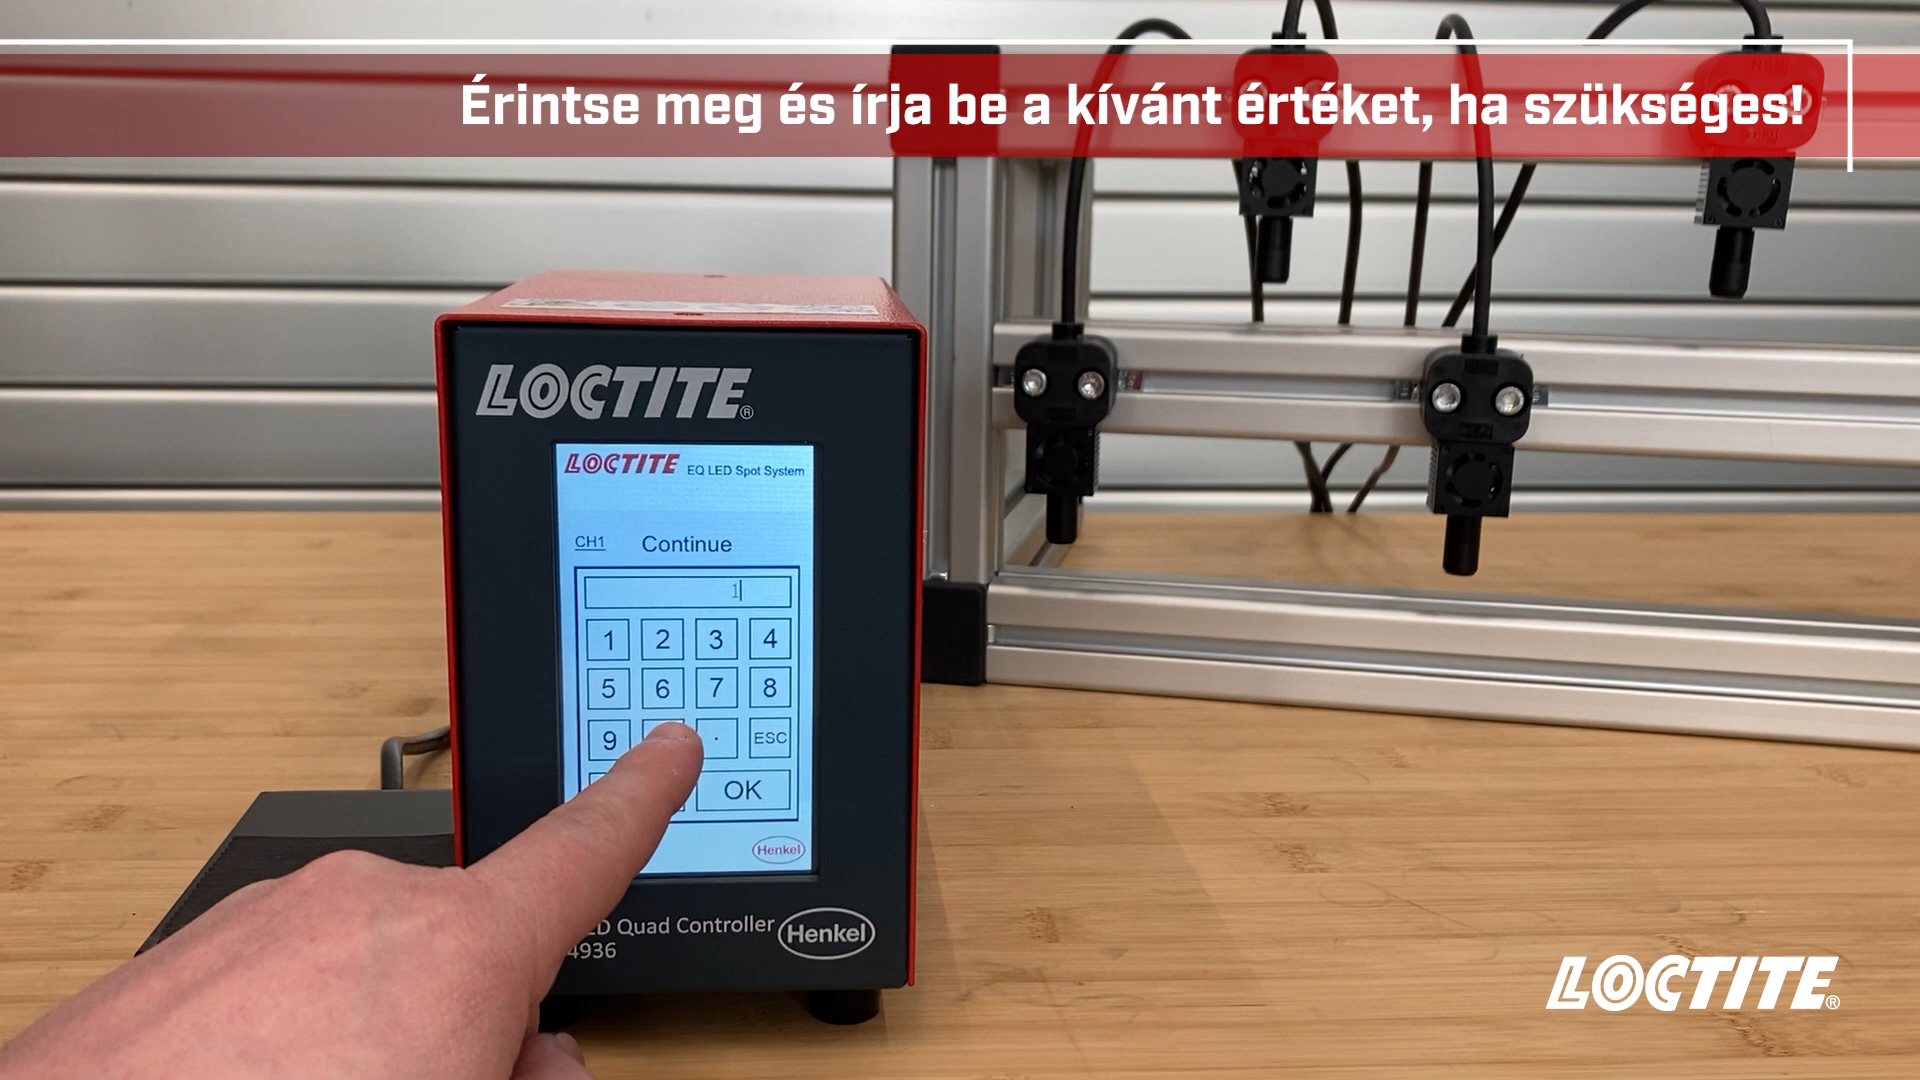 Érintse meg és írja be a kívánt értéket, ha szükséges!
LOCTITE®
LOCTITE EQ LED Spot System
CH1 Continue
1
1 2 3 4
5 6 7 8
9 . ESC
OK
Henkel
Quad Controller
4936
Henkel
LOCTITE®